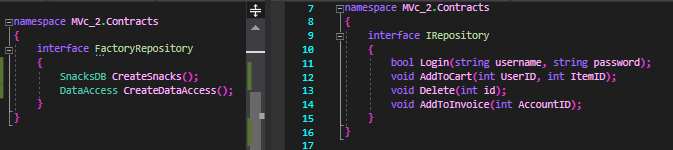 namespace MVc_2.Contracts
{
interface FactoryRepository
{
SnacksDB CreateSnacks();
DataAccess CreateDataAccess();
}
}
7 namespace MVc_2.Contracts
8 {
9 interface IRepository
10 {
11 bool Login(string username, string password);
12 void AddToCart(int UserID, int ItemID);
13 void Delete(int id);
14 void AddToInvoice(int AccountID);
15 }
16 }
17